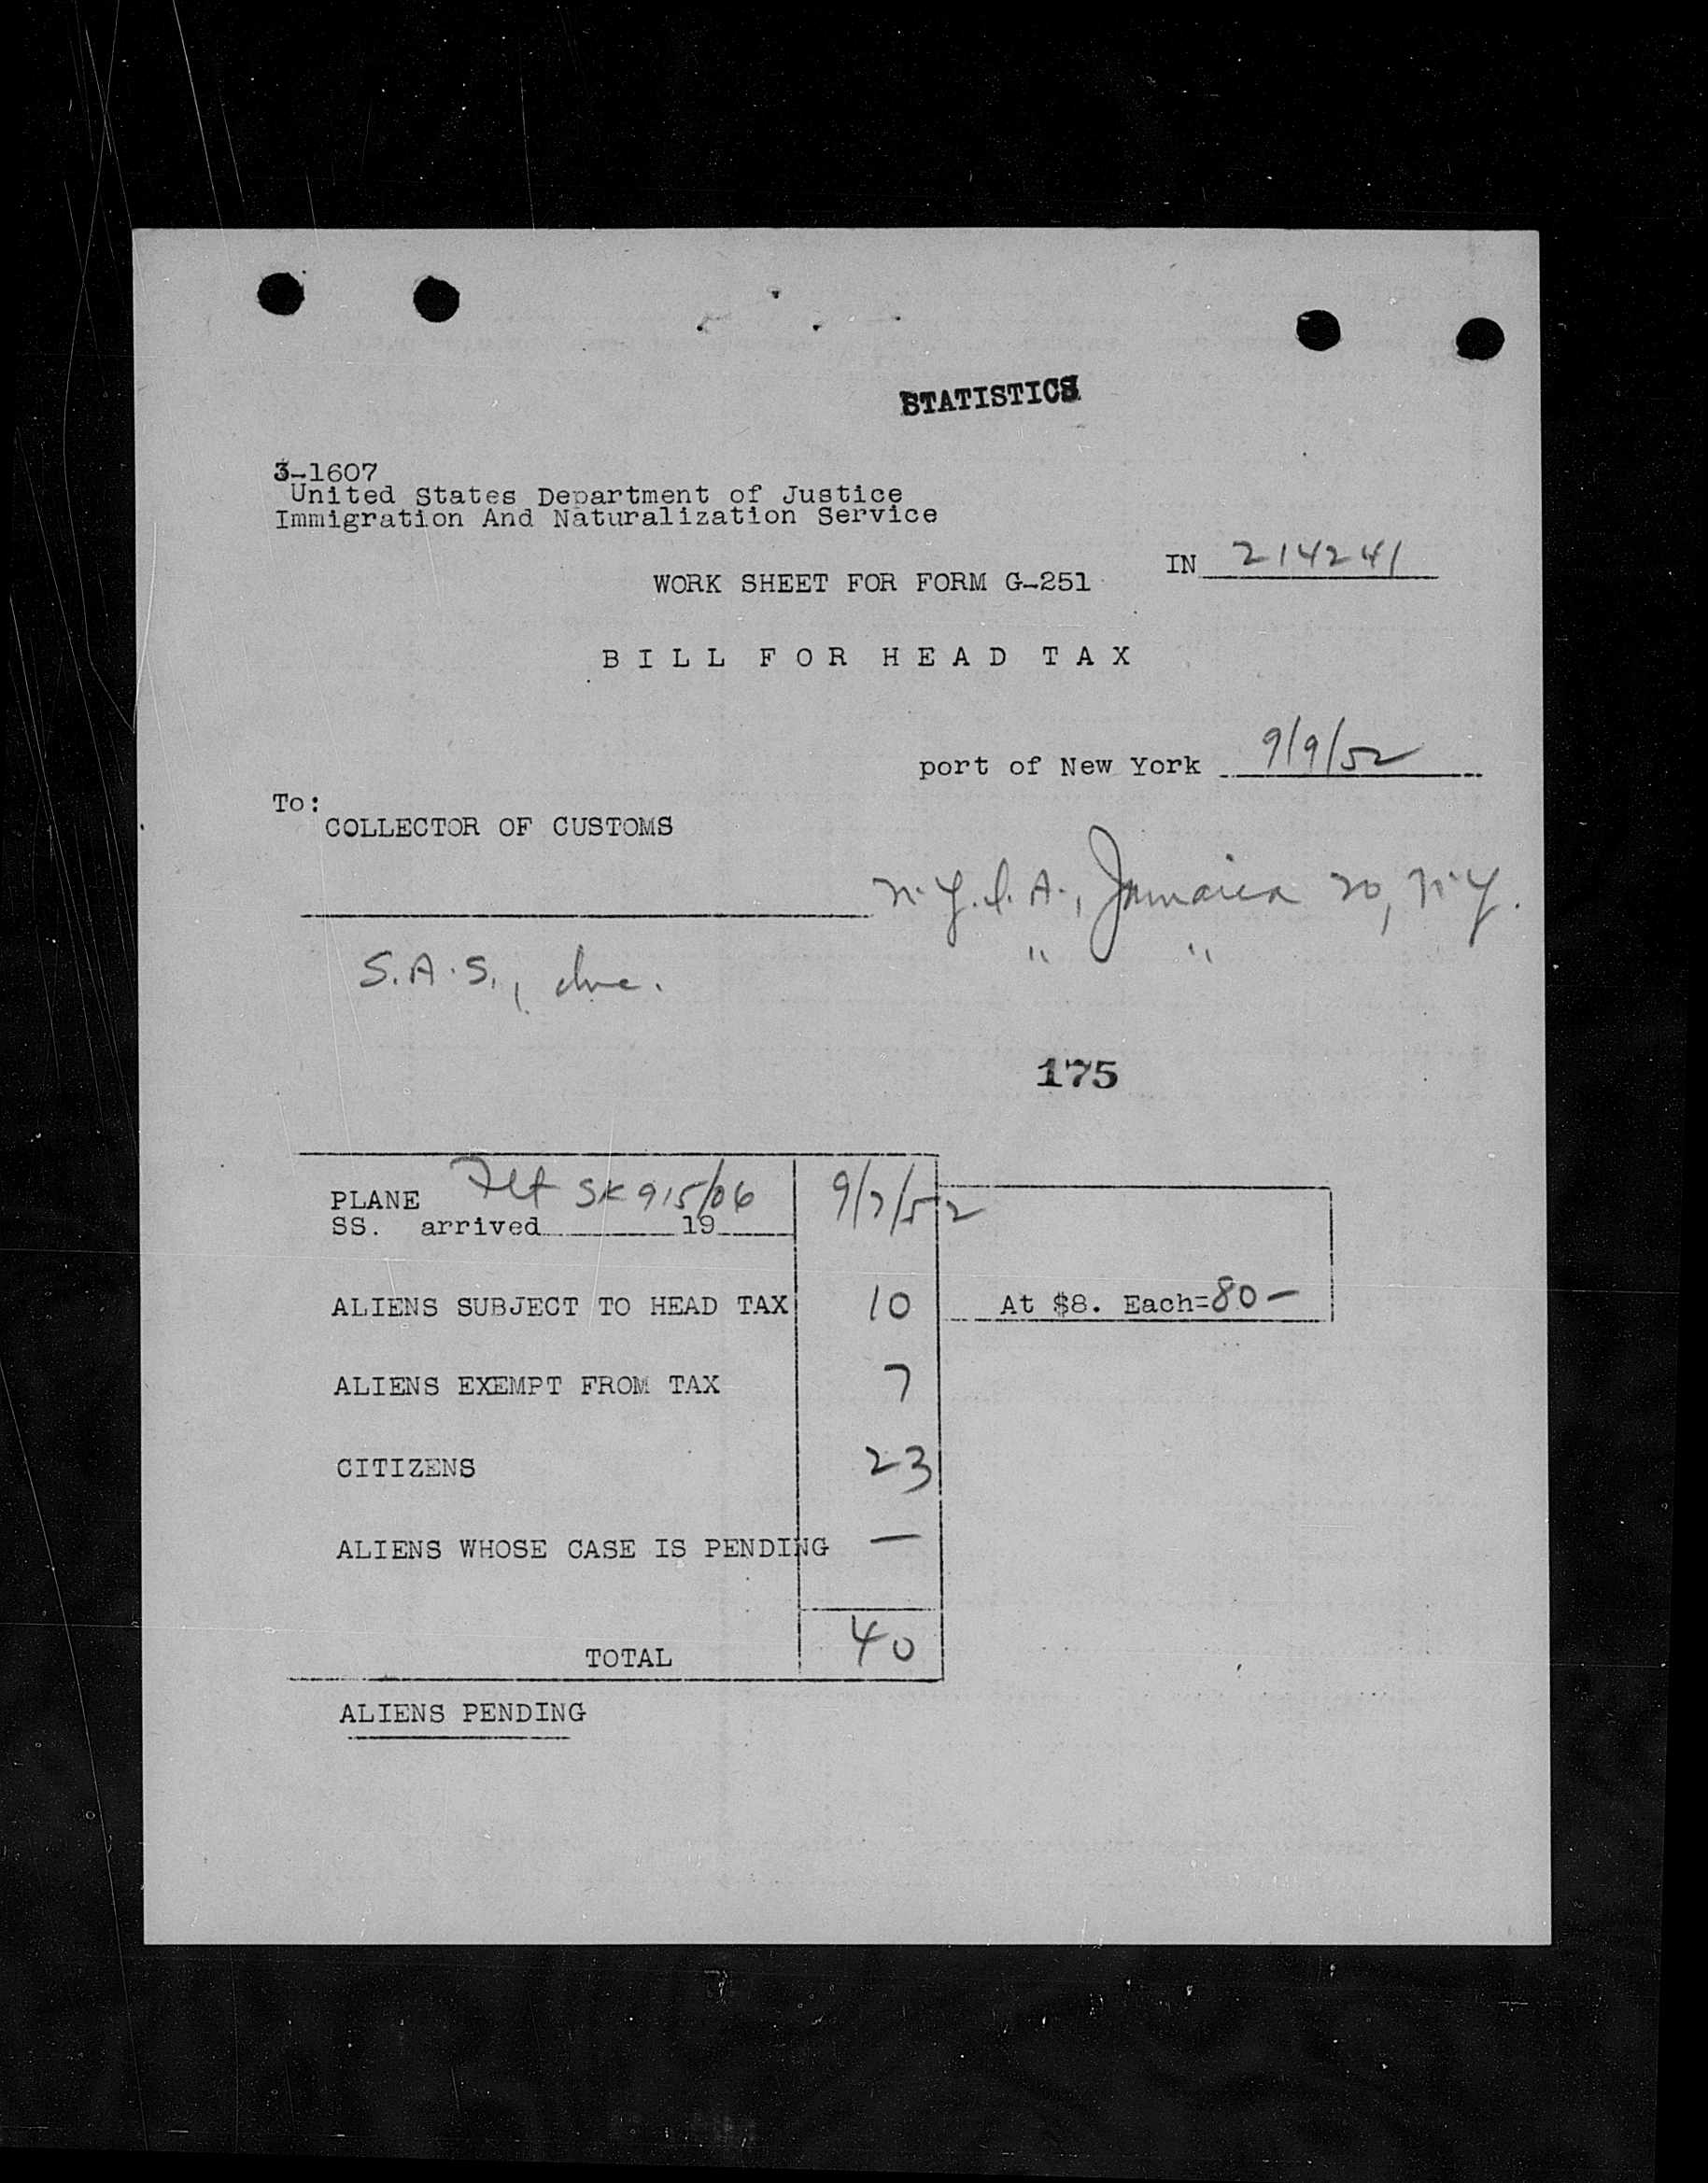 STATISTICS
3-1607
United States Department of Justice
Immigration And Naturalization Service
IN 214241
WORK SHEET FOR FORM G-251
BILL FOR HEAD TAX
port of New York 9/9/52
To:
COLLECTOR OF CUSTOMS
N.Y.I.A., Jamaica 20, N.Y.
" "
S.A.S., Inc.
175
PLANE Flt SK 915/06 9/7/52
SS. arrived 19
ALIENS SUBJECT TO HEAD TAX 10 At $8. Each=80-
ALIENS EXEMPT FROM TAX 7
CITIZENS 23
ALIENS WHOSE CASE IS PENDING —
TOTAL 40
ALIENS PENDING